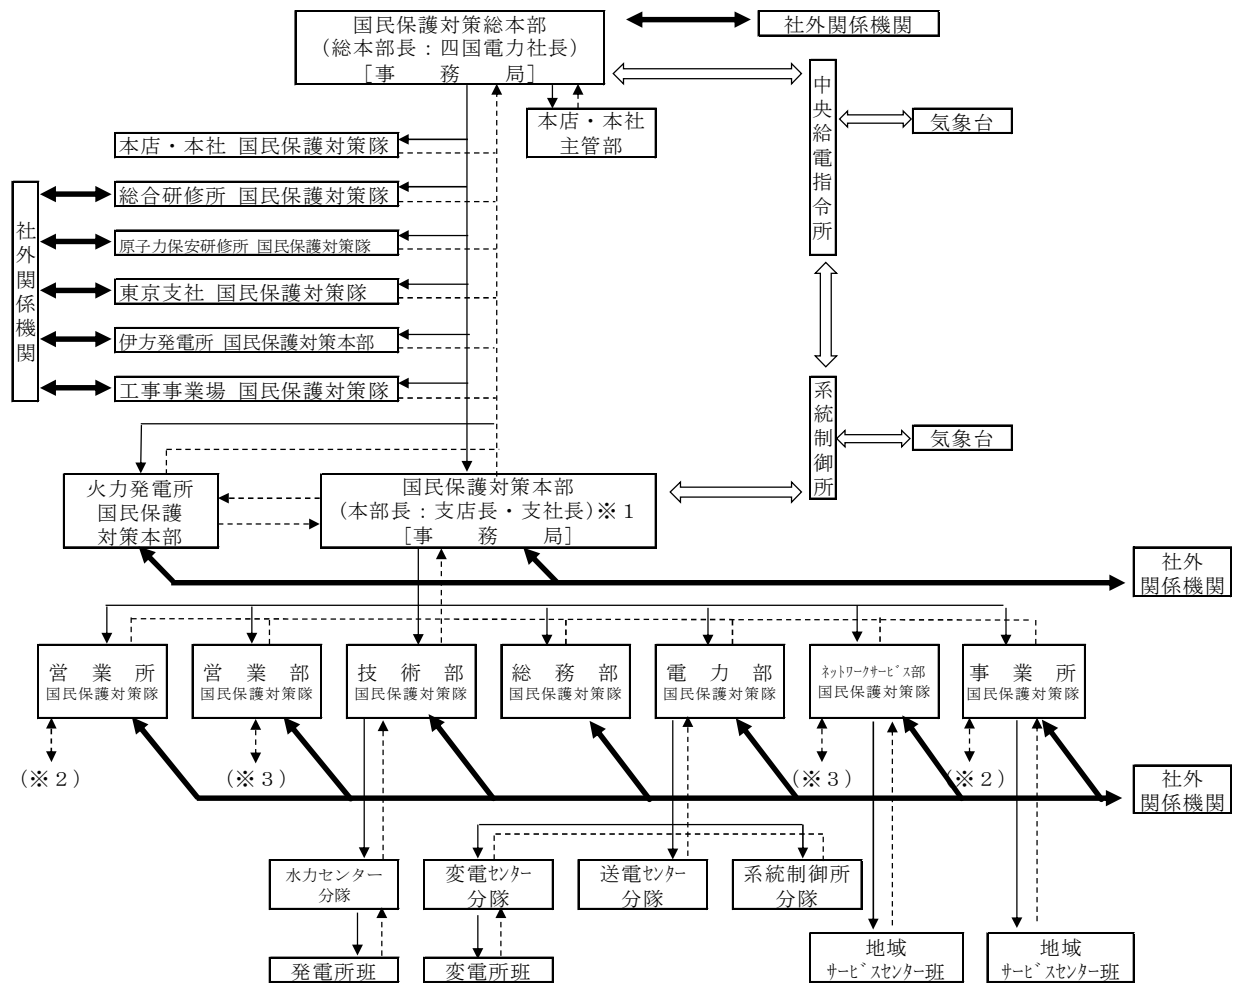 国民保護対策総本部
(総本部長：四国電力社長)
[事　務　局]
社外関係機関
中央給電指令所
気象台
本店・本社
主管部
本店・本社 国民保護対策隊
総合研修所 国民保護対策隊
原子力保安研修所 国民保護対策隊
東京支社 国民保護対策隊
伊方発電所 国民保護対策本部
工事事業場 国民保護対策隊
社外関係機関
系統制御所
気象台
火力発電所
国民保護
対策本部
国民保護対策本部
(本部長：支店長・支社長)※１
[事　務　局]
社外
関係機関
営　業　所
国民保護対策隊
営　業　部
国民保護対策隊
技　術　部
国民保護対策隊
総　務　部
国民保護対策隊
電　力　部
国民保護対策隊
ﾈｯﾄﾜｰｸｻｰﾋﾞｽ部
国民保護対策隊
事　業　所
国民保護対策隊
(※２)
(※３)
(※３)
(※２)
社外
関係機関
水力センター
分隊
変電ｾﾝﾀｰ
分隊
送電ｾﾝﾀｰ
分隊
系統制御所
分隊
発電所班
変電所班
地域
ｻｰﾋﾞｽｾﾝﾀｰ班
地域
ｻｰﾋﾞｽｾﾝﾀｰ班